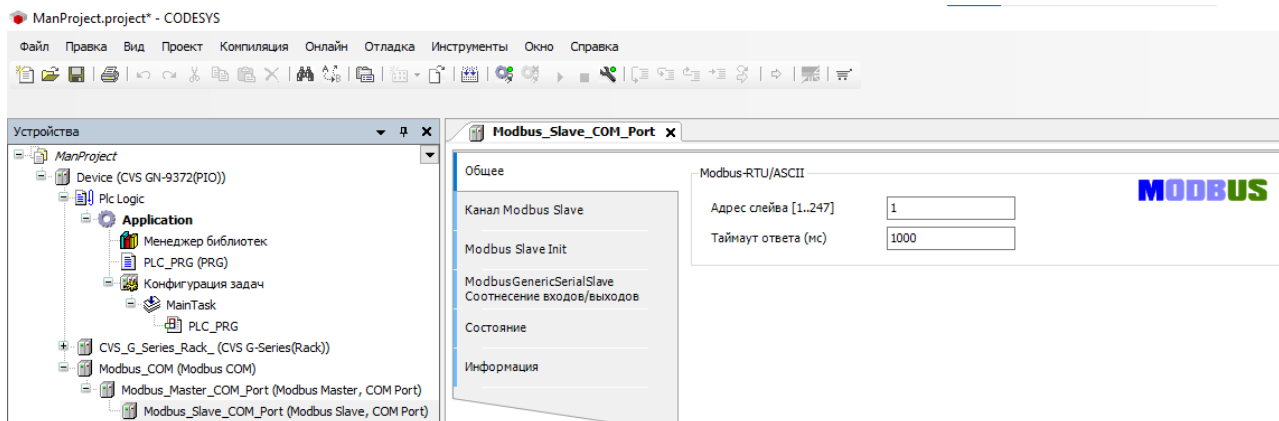 ManProject.project* - CODESYS
Файл Правка Вид Проект Компиляция Онлайн Отладка Инструменты Окно Справка
Устройства
ManProject
Device (CVS GN-9372(PIO))
Plc Logic
Application
Менеджер библиотек
PLC_PRG (PRG)
Конфигурация задач
MainTask
PLC_PRG
CVS_G_Series_Rack_ (CVS G-Series(Rack))
Modbus_COM (Modbus COM)
Modbus_Master_COM_Port (Modbus Master, COM Port)
Modbus_Slave_COM_Port (Modbus Slave, COM Port)
Modbus_Slave_COM_Port
Общее
Канал Modbus Slave
Modbus Slave Init
ModbusGenericSerialSlave
Соотнесение входов/выходов
Состояние
Информация
Modbus-RTU/ASCII
Адрес слейва [1..247] 1
Таймаут ответа (мс) 1000
MODBUS